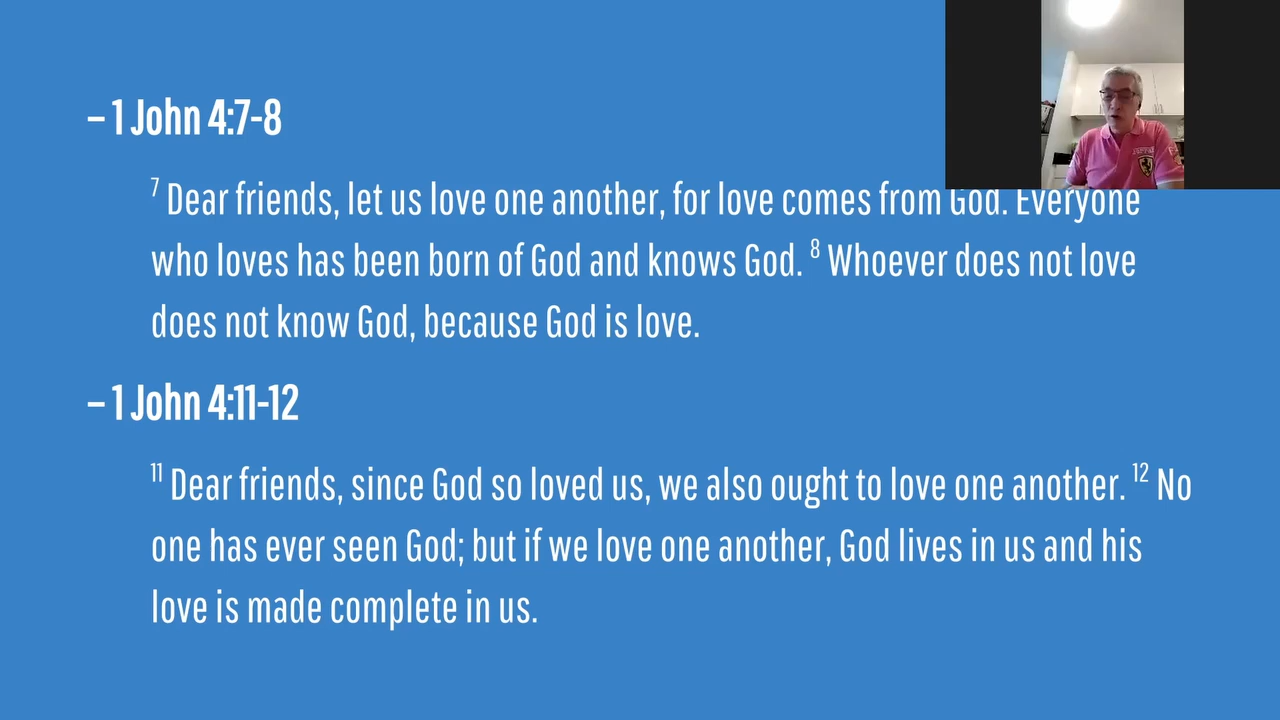 – 1 John 4:7-8
7 Dear friends, let us love one another, for love comes from God. Everyone
who loves has been born of God and knows God. 8 Whoever does not love
does not know God, because God is love.
– 1 John 4:11-12
11 Dear friends, since God so loved us, we also ought to love one another. 12 No
one has ever seen God; but if we love one another, God lives in us and his
love is made complete in us.